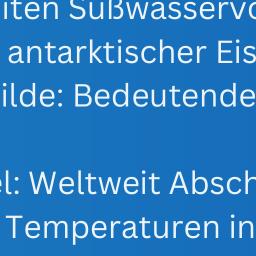 iten Süßwasservo
antarktischer Eis
ilde: Bedeutende
el: Weltweit Absch
Temperaturen in